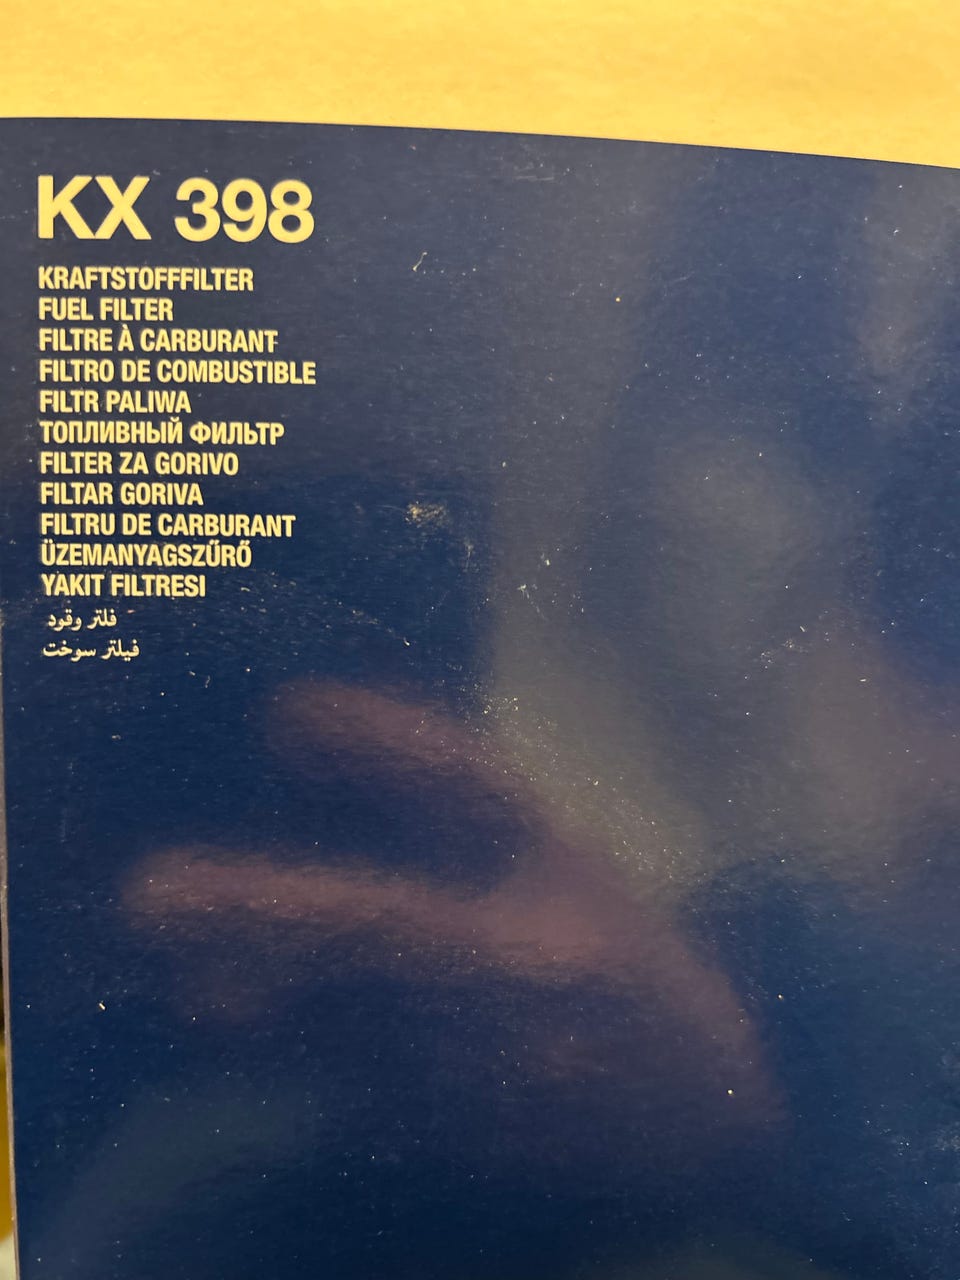 KX 398
KRAFTSTOFFFILTER
FUEL FILTER
FILTRE À CARBURANT
FILTRO DE COMBUSTIBLE
FILTR PALIWA
ТОПЛИВНЫЙ ФИЛЬТР
FILTER ZA GORIVO
FILTAR GORIVA
FILTRU DE CARBURANT
ÜZEMANYAGSZŰRŐ
YAKIT FILTRESI
فلتر وقود
فیلتر سوخت